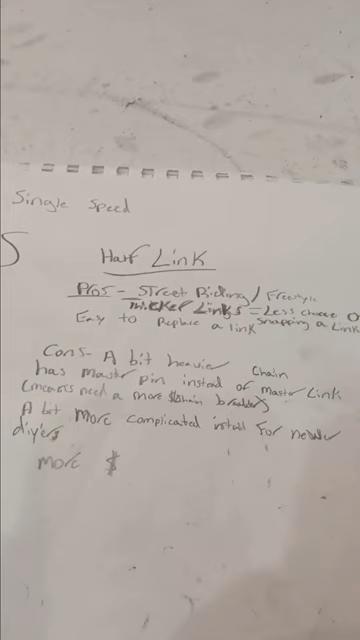 Single Speed
S
Half Link
Pros - Street Riding / Freestyle
thicker Links = Less chance O
Easy to Replace a link snapping a Link
Cons - A bit heavier chain
has master pin instead of master Link
(means need a more chain breaker)
A bit more complicated install for newer
diyers
more $